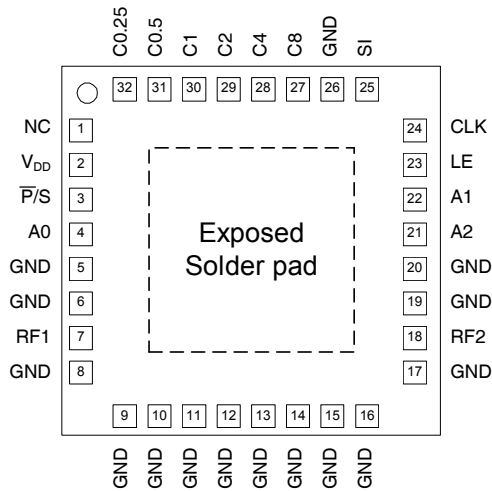 C0.25 C0.5 C1 C2 C4 C8 GND SI
32 31 30 29 28 27 26 25
NC 1 24 CLK
VDD 2 23 LE
P̅/S 3 22 A1
A0 4 21 A2
GND 5 20 GND
GND 6 19 GND
RF1 7 18 RF2
GND 8 17 GND
Exposed
Solder pad
9 10 11 12 13 14 15 16
GND GND GND GND GND GND GND GND